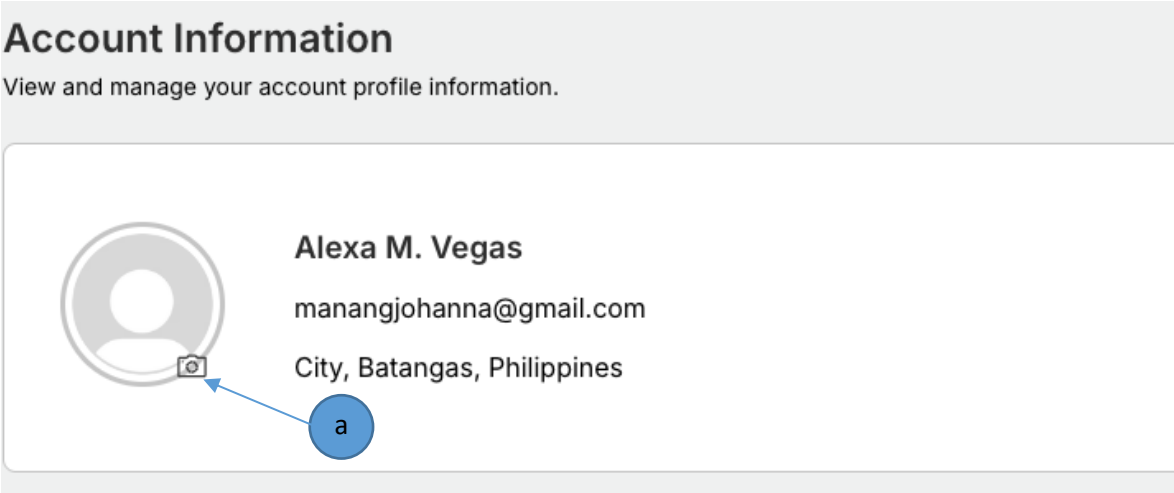 Account Information
View and manage your account profile information.
Alexa M. Vegas
manangjohanna@gmail.com
City, Batangas, Philippines
a